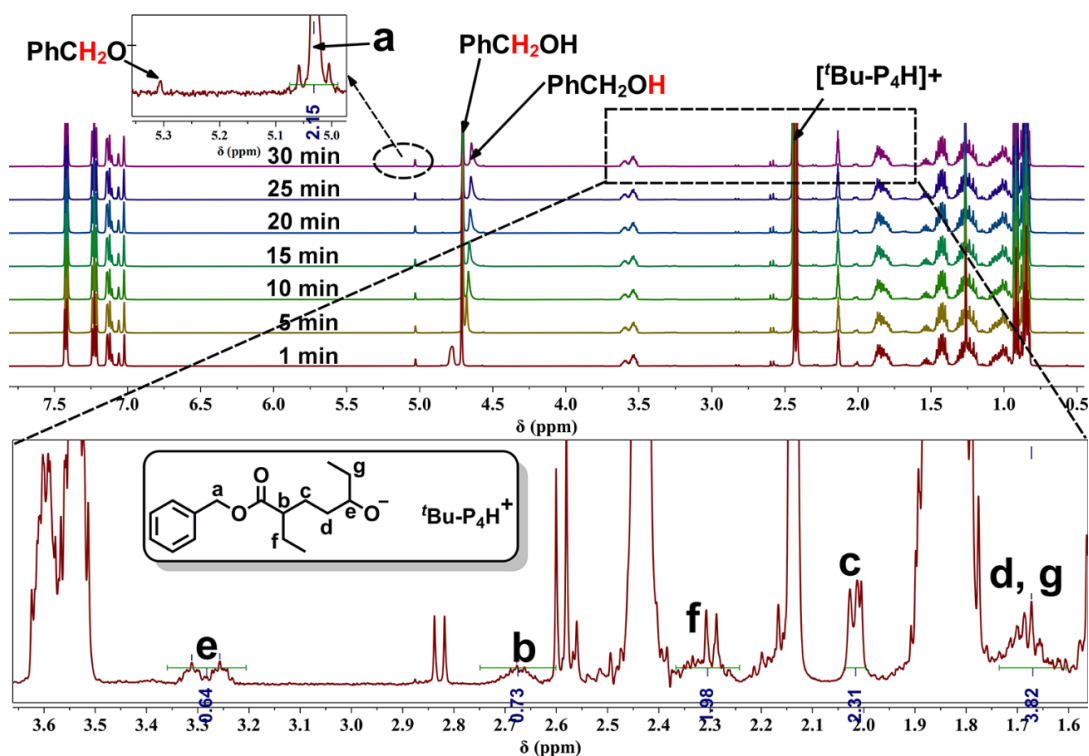 PhCH₂O⁻
a
5.3 5.2 5.1 5.0
2.15
δ (ppm)
PhCH₂OH
PhCH₂OH
[ᵗBu-P₄H]+
30 min
25 min
20 min
15 min
10 min
5 min
1 min
7.5 7.0 6.5 6.0 5.5 5.0 4.5 4.0 3.5 3.0 2.5 2.0 1.5 1.0 0.5
δ (ppm)
a
O
O
b
c
d
e
f
g
O⁻
ᵗBu-P₄H⁺
e
b
f
c
d, g
0.64
0.73
1.98
2.31
3.82
3.6 3.5 3.4 3.3 3.2 3.1 3.0 2.9 2.8 2.7 2.6 2.5 2.4 2.3 2.2 2.1 2.0 1.9 1.8 1.7 1.6
δ (ppm)